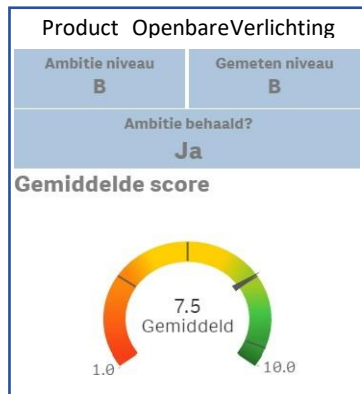 Product OpenbareVerlichting
Ambitie niveau Gemeten niveau
B B
Ambitie behaald?
Ja
Gemiddelde score
7.5
Gemiddeld
1.0 10.0